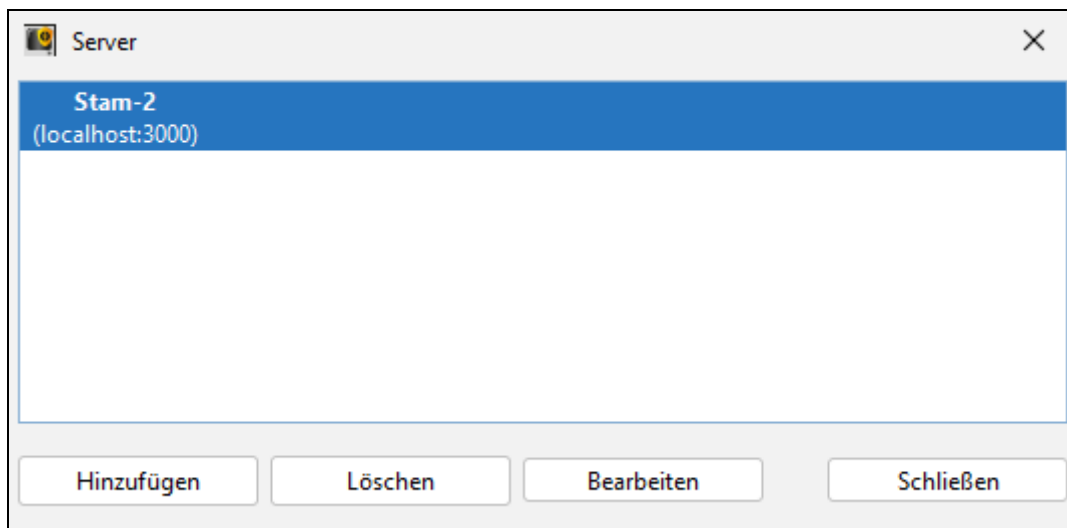 Server
Stam-2
(localhost:3000)
Hinzufügen
Löschen
Bearbeiten
Schließen